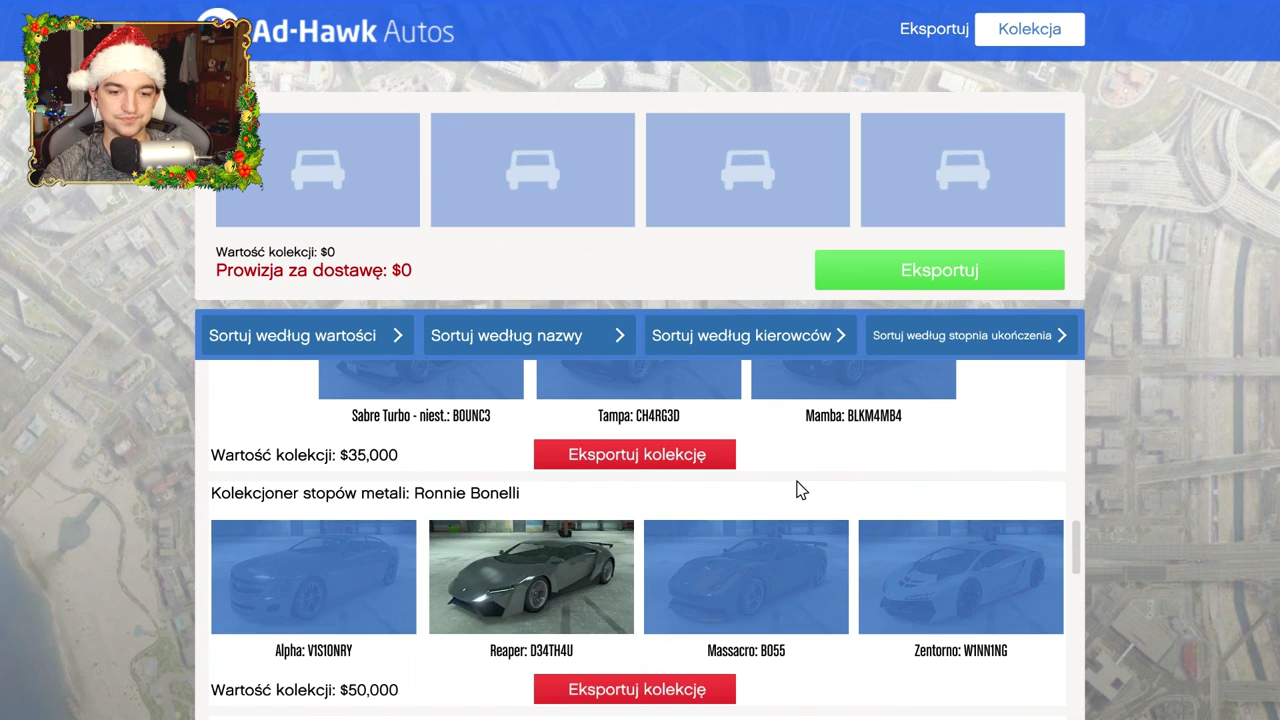 Ad-Hawk Autos
Eksportuj
Kolekcja
Wartość kolekcji: $0
Prowizja za dostawę: $0
Eksportuj
Sortuj według wartości
Sortuj według nazwy
Sortuj według kierowców
Sortuj według stopnia ukończenia
Sabre Turbo - niest.: B0UNC3
Tampa: CH4RG3D
Mamba: BLKM4MB4
Wartość kolekcji: $35,000
Eksportuj kolekcję
Kolekcjoner stopów metali: Ronnie Bonelli
Alpha: V1S10NRY
Reaper: D34TH4U
Massacro: B055
Zentorno: W1NN1NG
Wartość kolekcji: $50,000
Eksportuj kolekcję